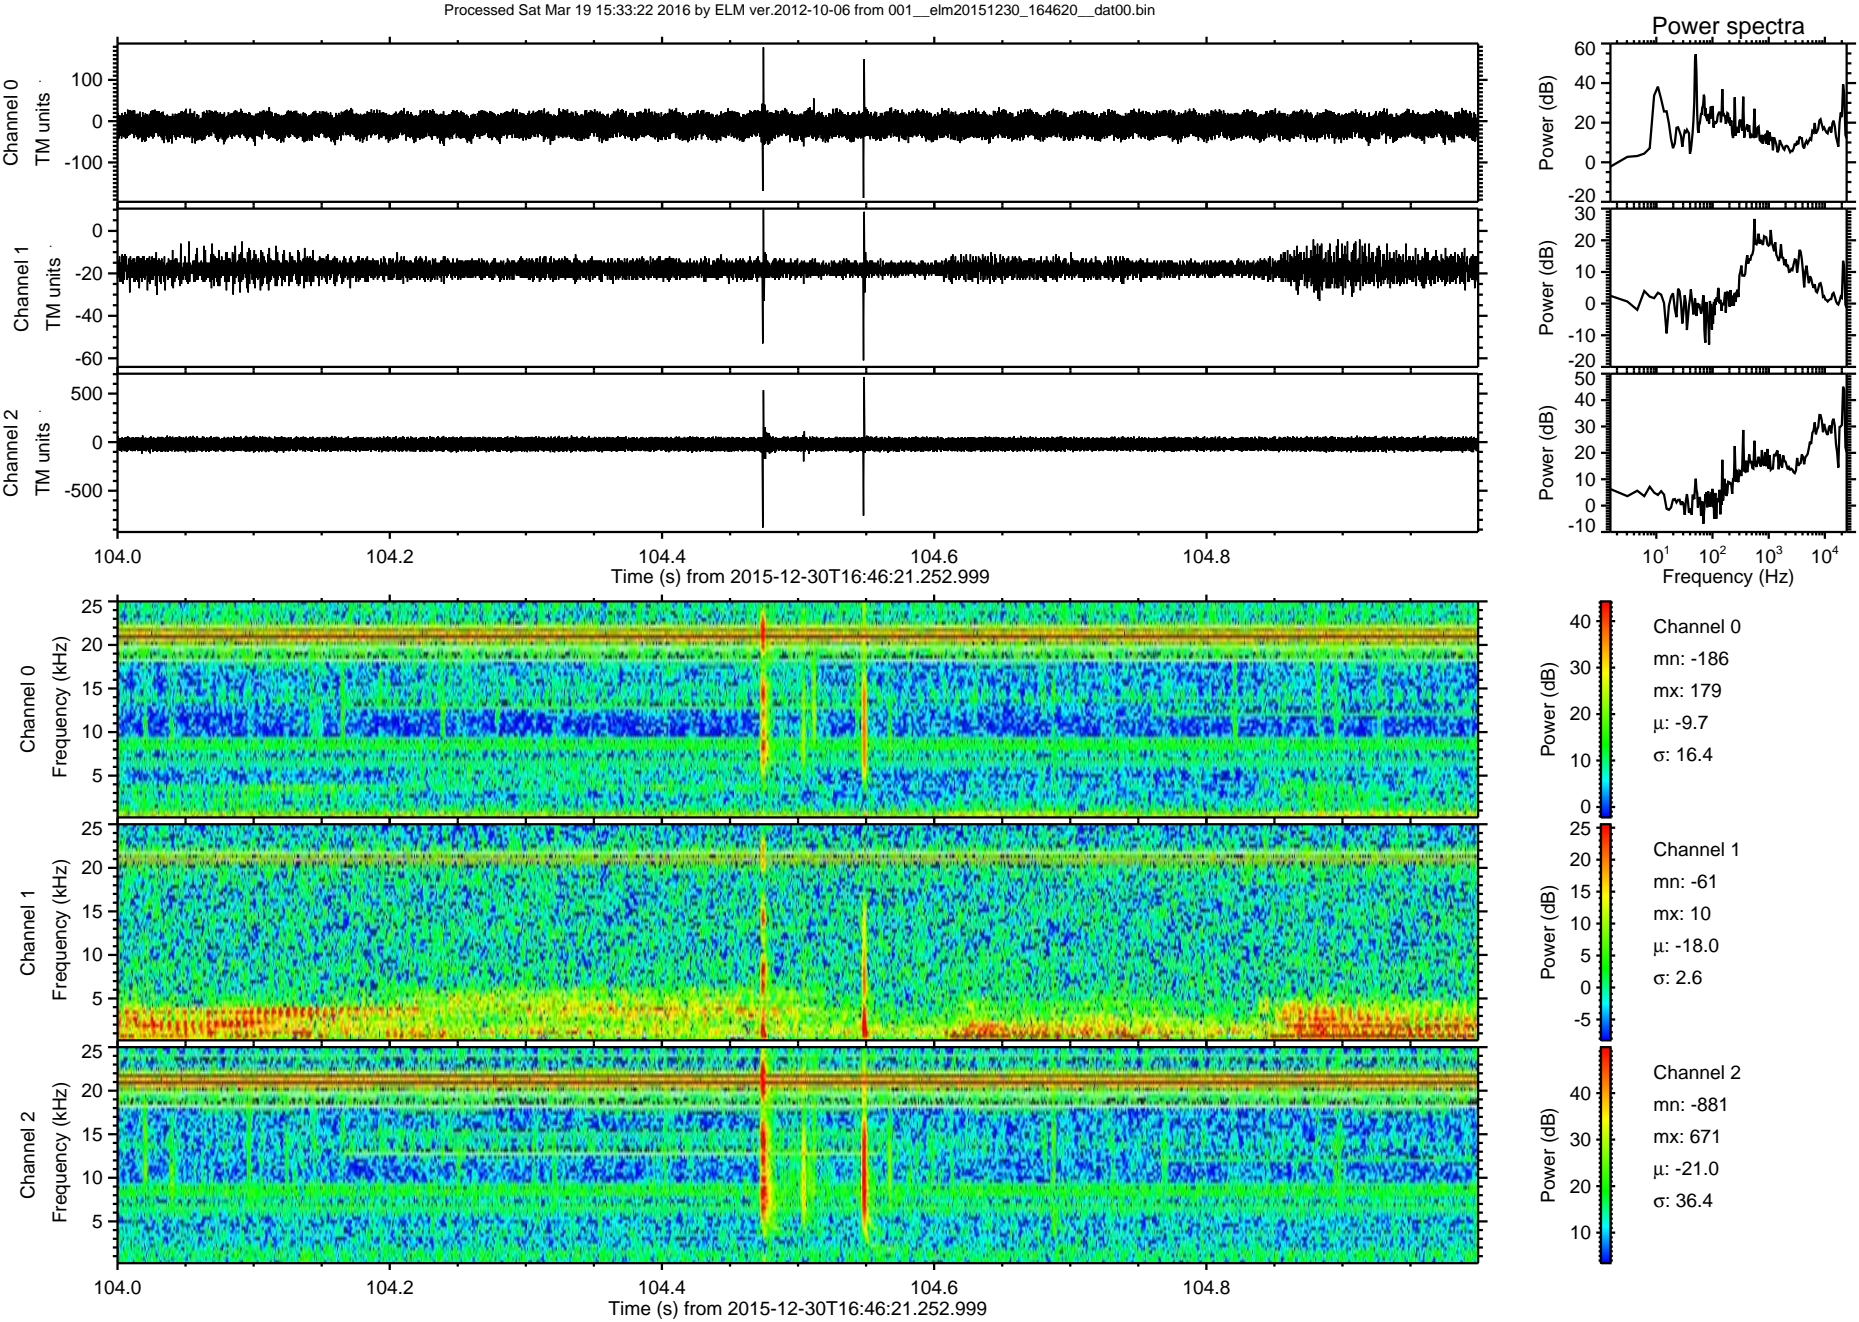 Processed Sat Mar 19 15:33:22 2016 by ELM ver.2012-10-06 from 001__elm20151230_164620__dat00.bin
Power spectra
Channel 0
TM units
100
0
-100
Power (dB)
60
40
20
0
-20
Channel 1
TM units
0
-20
-40
-60
Power (dB)
30
20
10
0
-10
-20
Channel 2
TM units
500
0
-500
Power (dB)
50
40
30
20
10
0
-10
104.0 104.2 104.4 104.6 104.8
Time (s) from 2015-12-30T16:46:21.252.999
10^1 10^2 10^3 10^4
Frequency (Hz)
Channel 0
Frequency (kHz)
25
20
15
10
5
Power (dB)
40
30
20
10
0
Channel 0
mn: -186
mx: 179
μ: -9.7
σ: 16.4
Channel 1
Frequency (kHz)
25
20
15
10
5
Power (dB)
25
20
15
10
5
0
-5
Channel 1
mn: -61
mx: 10
μ: -18.0
σ: 2.6
Channel 2
Frequency (kHz)
25
20
15
10
5
Power (dB)
40
30
20
10
Channel 2
mn: -881
mx: 671
μ: -21.0
σ: 36.4
104.0 104.2 104.4 104.6 104.8
Time (s) from 2015-12-30T16:46:21.252.999